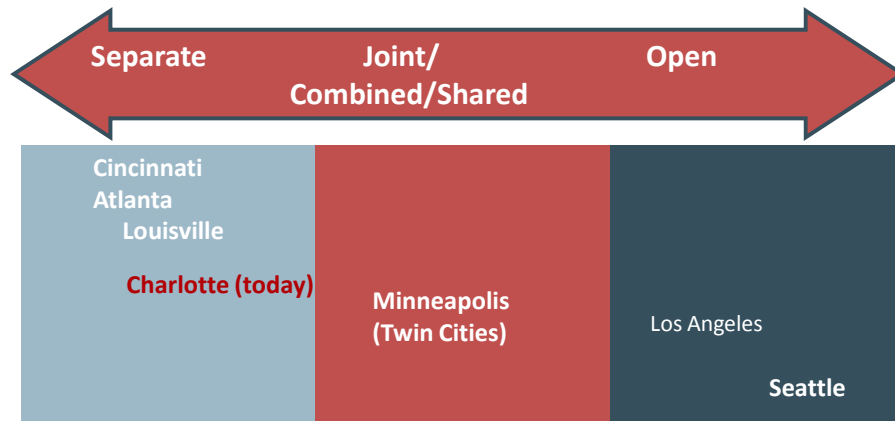 Separate
Joint/
Combined/Shared
Open
Cincinnati
Atlanta
Louisville
Charlotte (today)
Minneapolis
(Twin Cities)
Los Angeles
Seattle